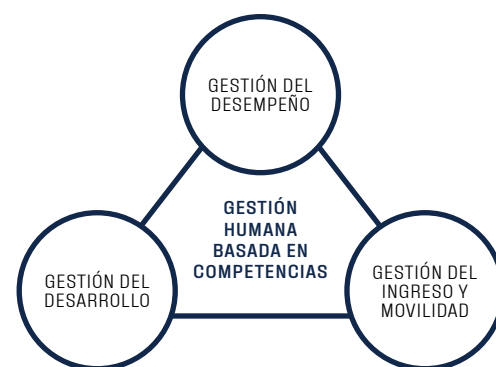 GESTIÓN DEL
DESEMPEÑO
GESTIÓN
HUMANA
BASADA EN
COMPETENCIAS
GESTIÓN DEL
DESARROLLO
GESTIÓN DEL
INGRESO Y
MOVILIDAD